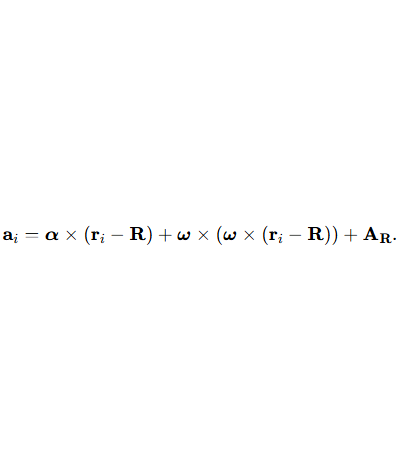 𝐚ᵢ = 𝛂 × (𝐫ᵢ − 𝐑) + 𝛚 × (𝛚 × (𝐫ᵢ − 𝐑)) + 𝐀_𝐑.